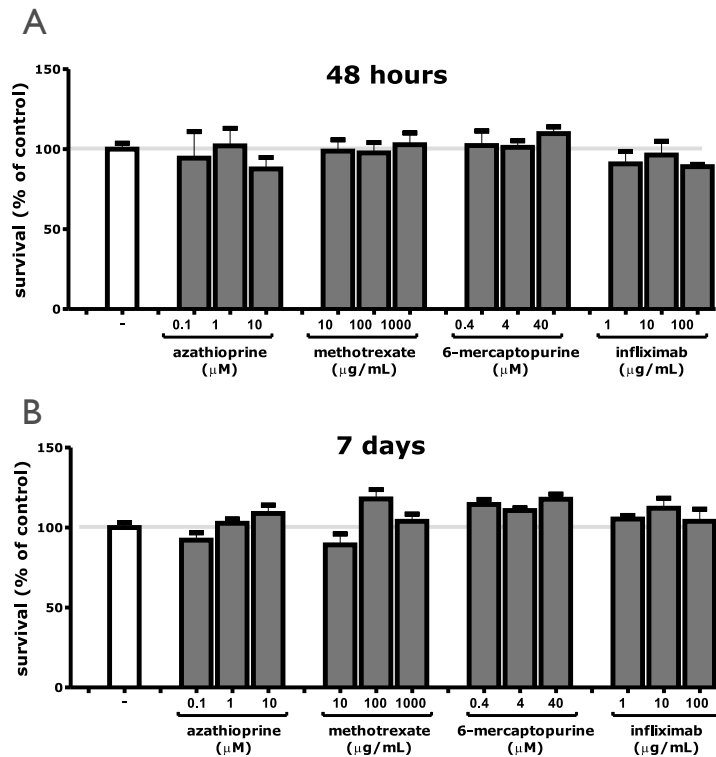 A
48 hours
survival (% of control)
150
100
50
0
- 0.1 1 10 10 100 1000 0.4 4 40 1 10 100
azathioprine methotrexate 6-mercaptopurine infliximab
(μM) (μg/mL) (μM) (μg/mL)
B
7 days
survival (% of control)
150
100
50
0
- 0.1 1 10 10 100 1000 0.4 4 40 1 10 100
azathioprine methotrexate 6-mercaptopurine infliximab
(μM) (μg/mL) (μM) (μg/mL)